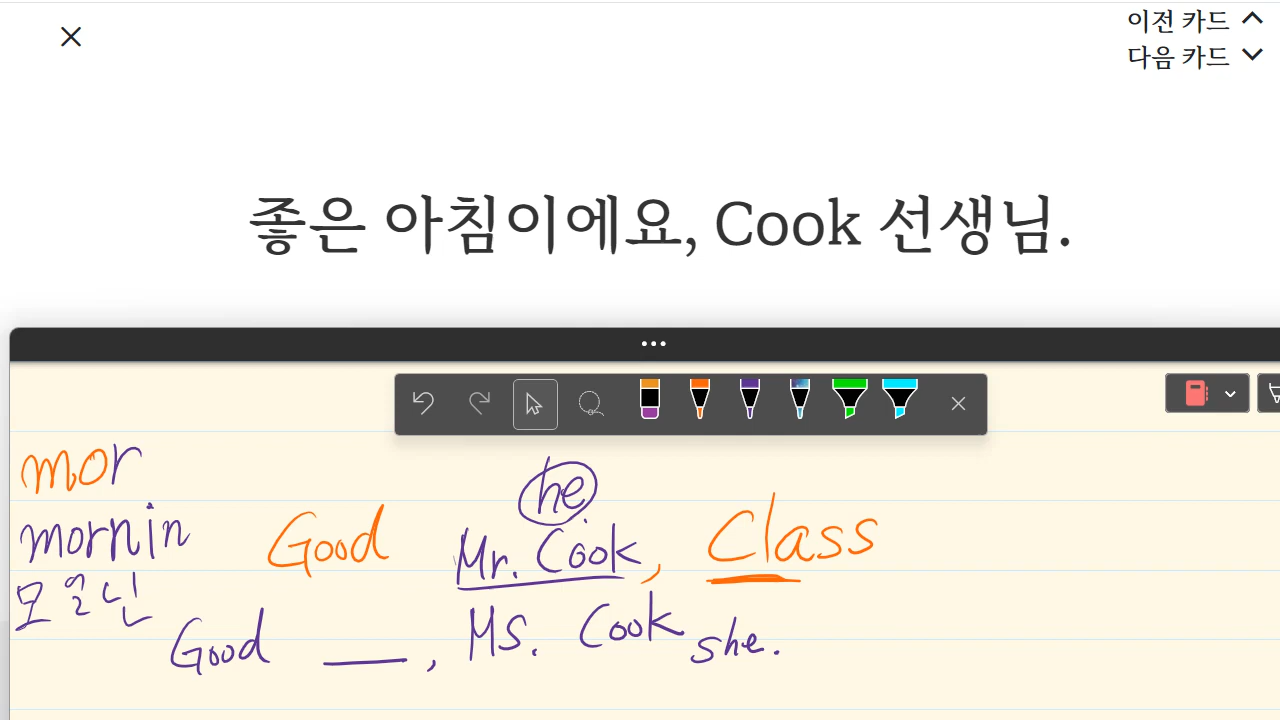 이전 카드
다음 카드
좋은 아침이에요, Cook 선생님.
mor
he
mornin Good Mr. Cook, Class
모일닌
Good ___, MS. Cook she.